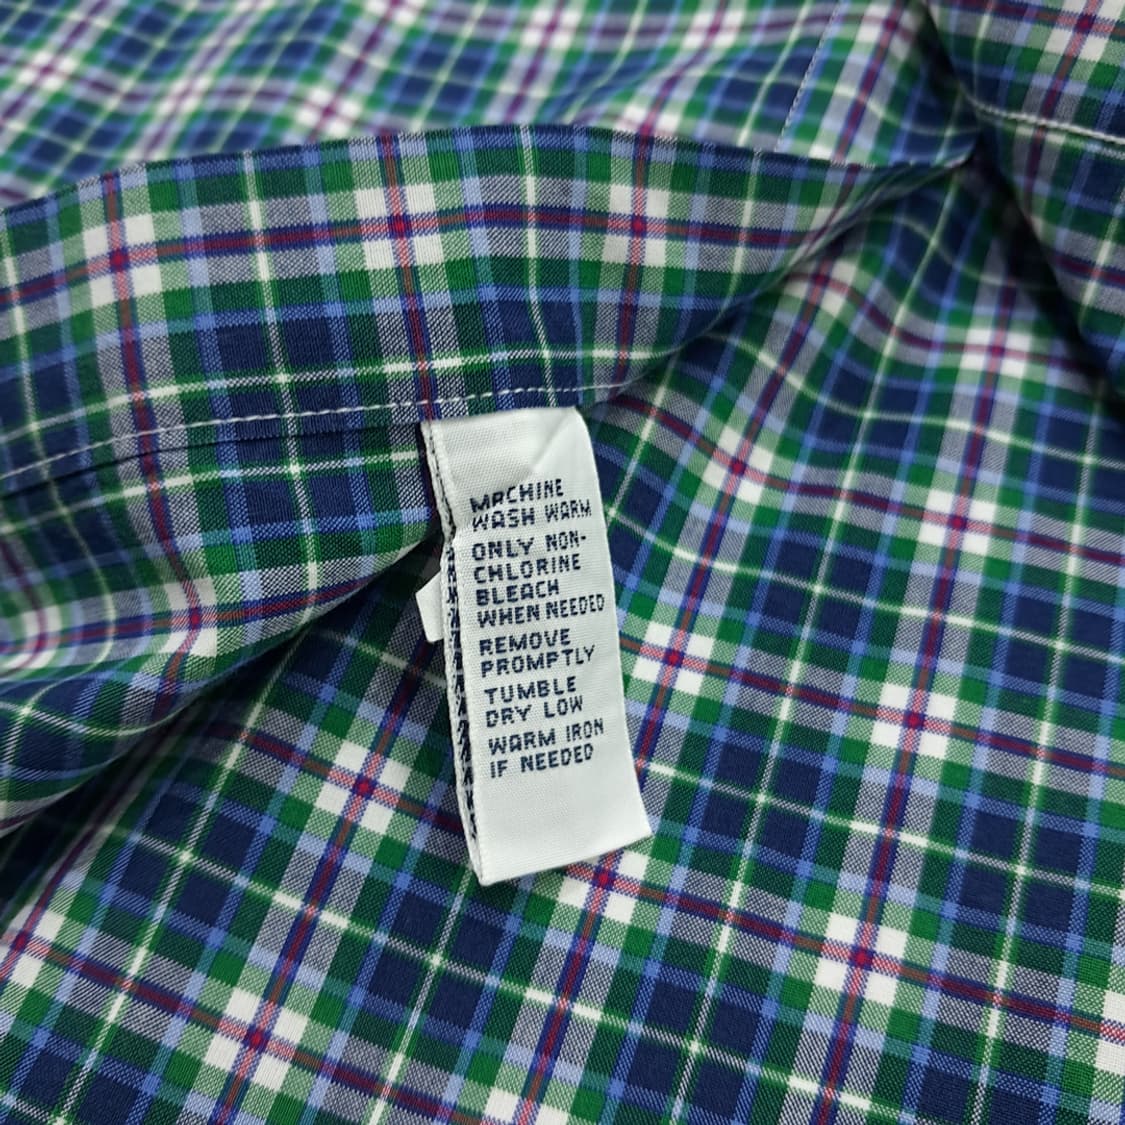 MACHINE
WASH WARM
ONLY NON-
CHLORINE
BLEACH
WHEN NEEDED
REMOVE
PROMPTLY
TUMBLE
DRY LOW
WARM IRON
IF NEEDED